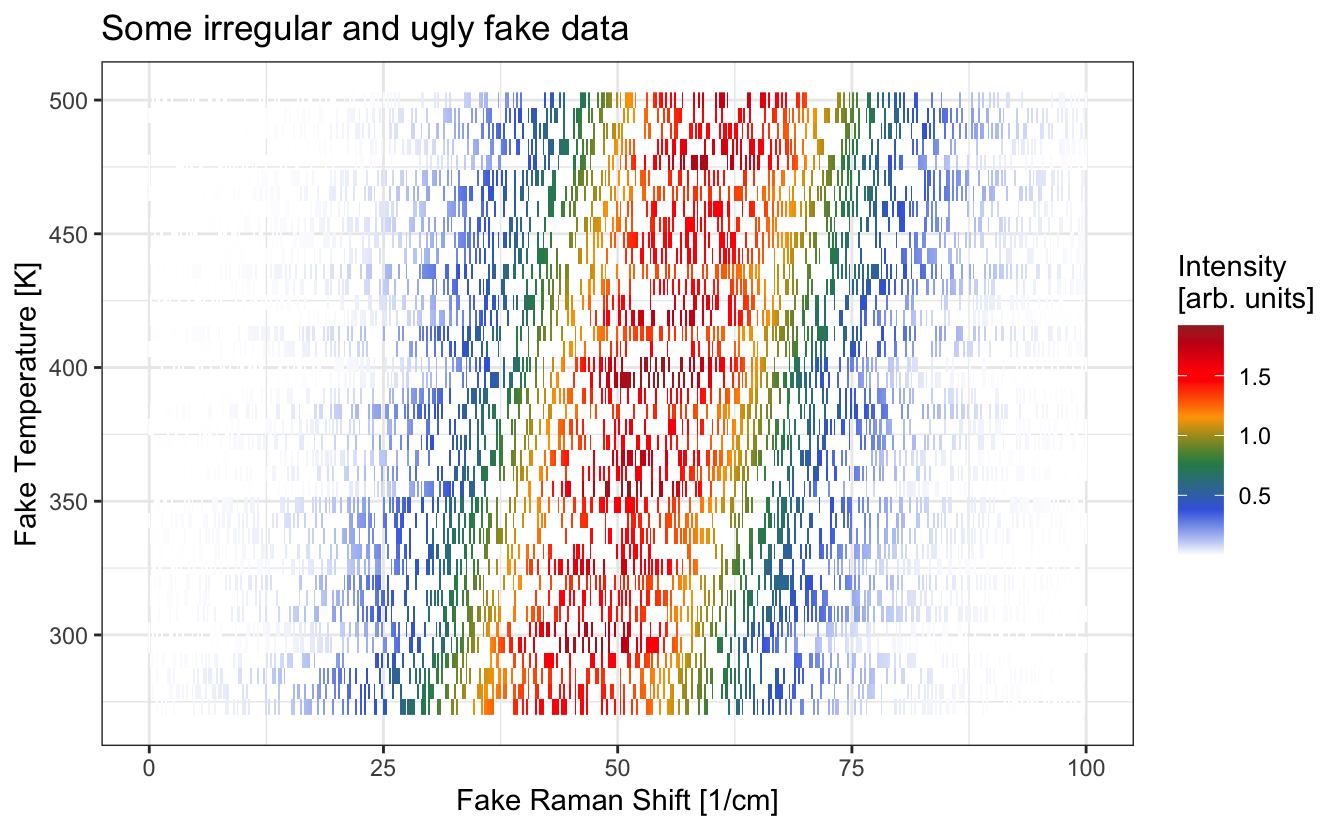 Some irregular and ugly fake data
Fake Temperature [K]
500
450
400
350
300
0
25
50
75
100
Fake Raman Shift [1/cm]
Intensity
[arb. units]
1.5
1.0
0.5